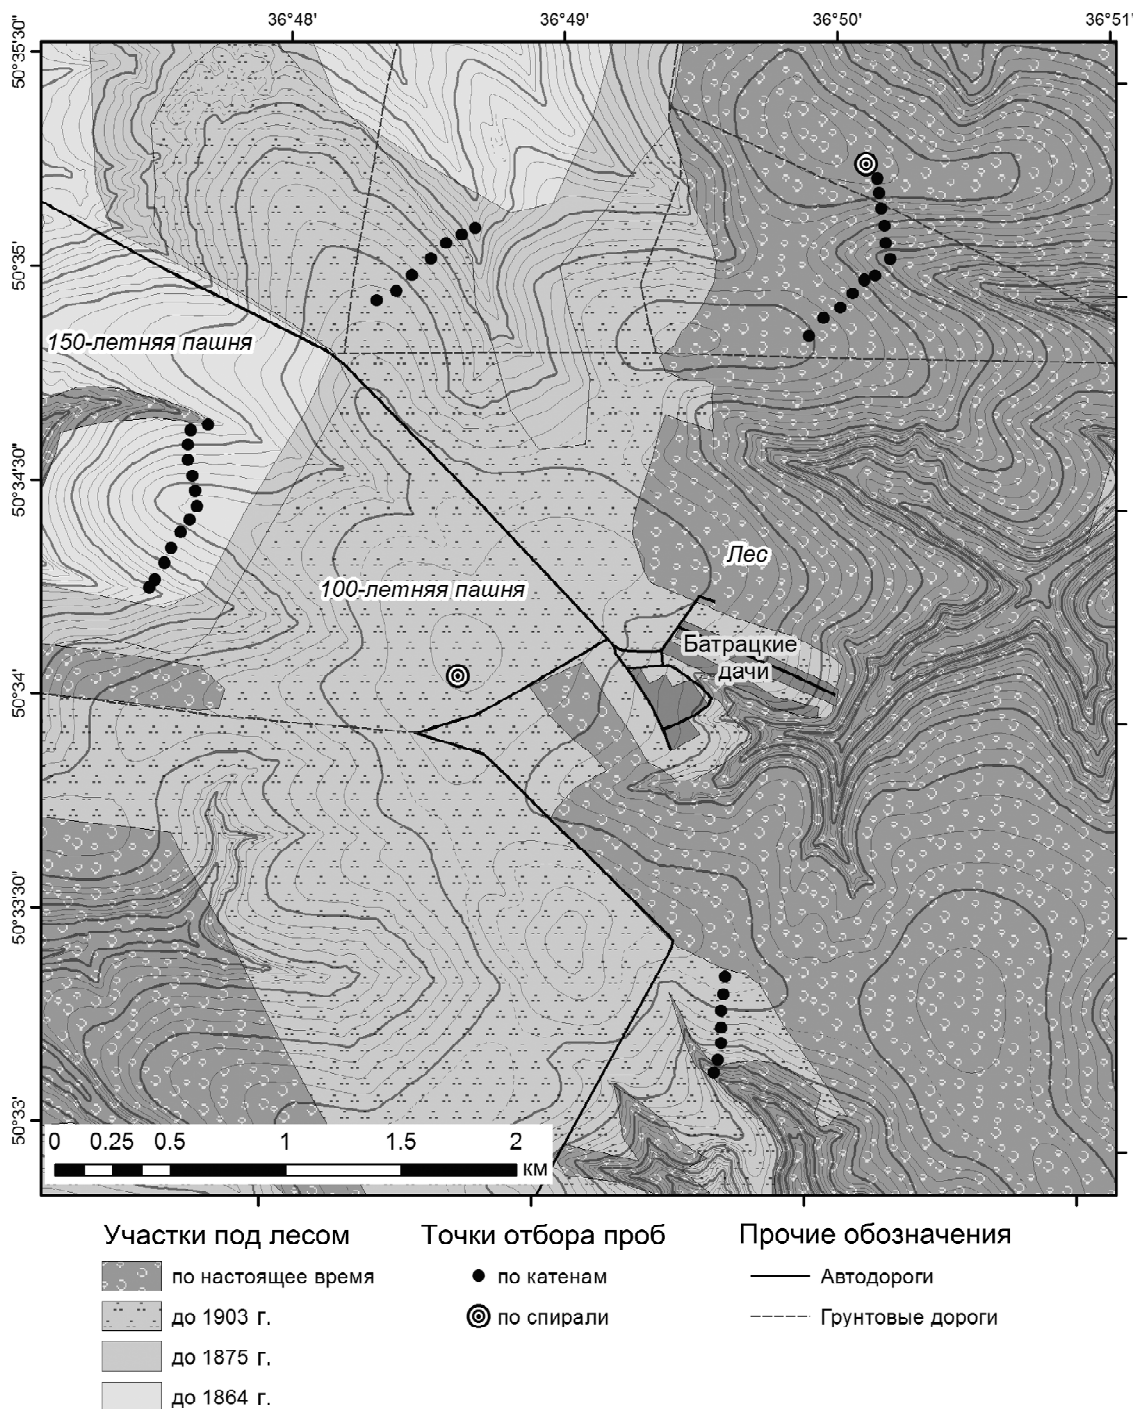 36°48' 36°49' 36°50' 36°51'
50°35'30"
50°35'
150-летняя пашня
50°34'30"
Лес
100-летняя пашня
Батрацкие
дачи
50°34'
50°33'30"
50°33'
0 0.25 0.5 1 1.5 2
км
Участки под лесом
по настоящее время
до 1903 г.
до 1875 г.
до 1864 г.
Точки отбора проб
по катенам
по спирали
Прочие обозначения
Автодороги
Грунтовые дороги